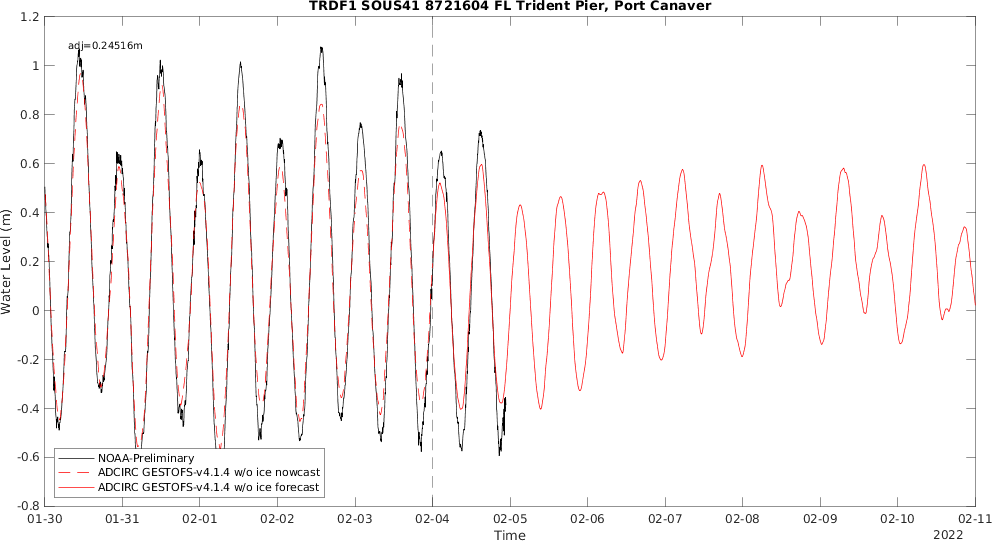 TRDF1 SOUS41 8721604 FL Trident Pier, Port Canaver
adj=0.24516m
1.2
1
0.8
0.6
0.4
0.2
0
-0.2
-0.4
-0.6
-0.8
Water Level (m)
NOAA-Preliminary
ADCIRC GESTOFS-v4.1.4 w/o ice nowcast
ADCIRC GESTOFS-v4.1.4 w/o ice forecast
01-30 01-31 02-01 02-02 02-03 02-04 02-05 02-06 02-07 02-08 02-09 02-10 02-11
Time
2022